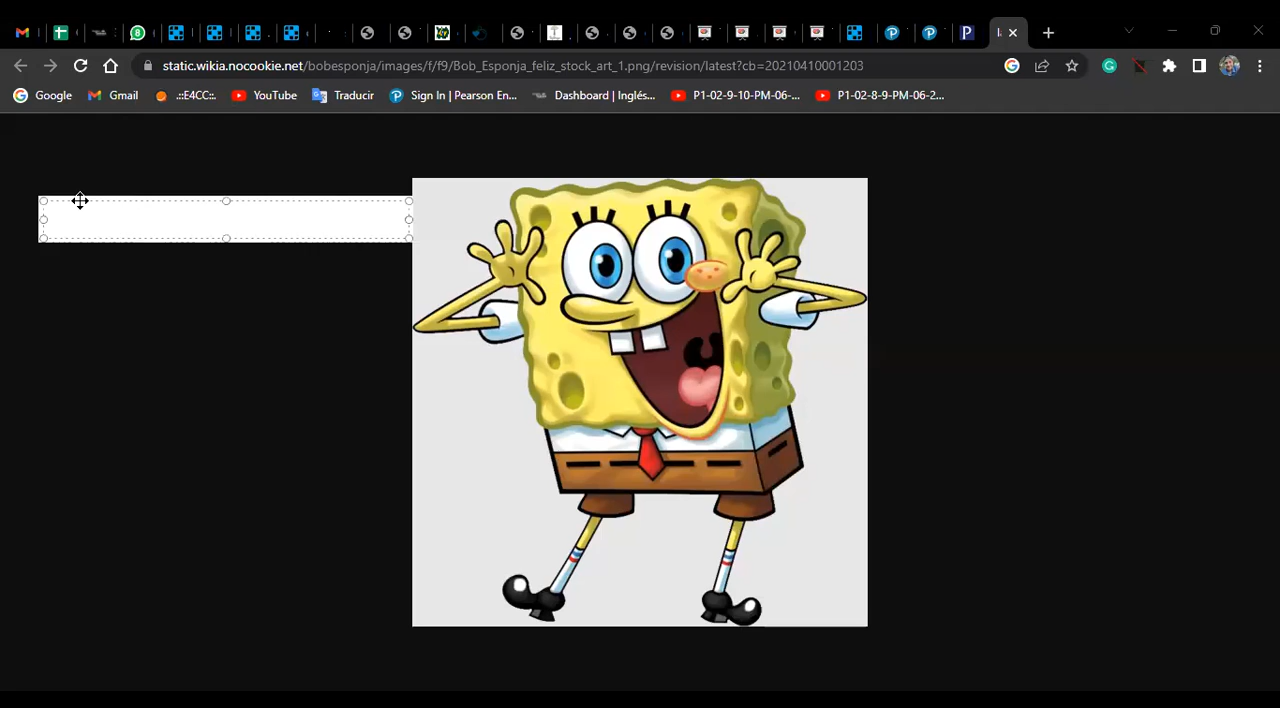 8
static.wikia.nocookie.net/bobesponja/images/f/f9/Bob_Esponja_feliz_stock_art_1.png/revision/latest?cb=20210410001203
Google Gmail .::E4CC::. YouTube Traducir Sign In | Pearson En... Dashboard | Inglés... P1-02-9-10-PM-06-... P1-02-8-9-PM-06-2...